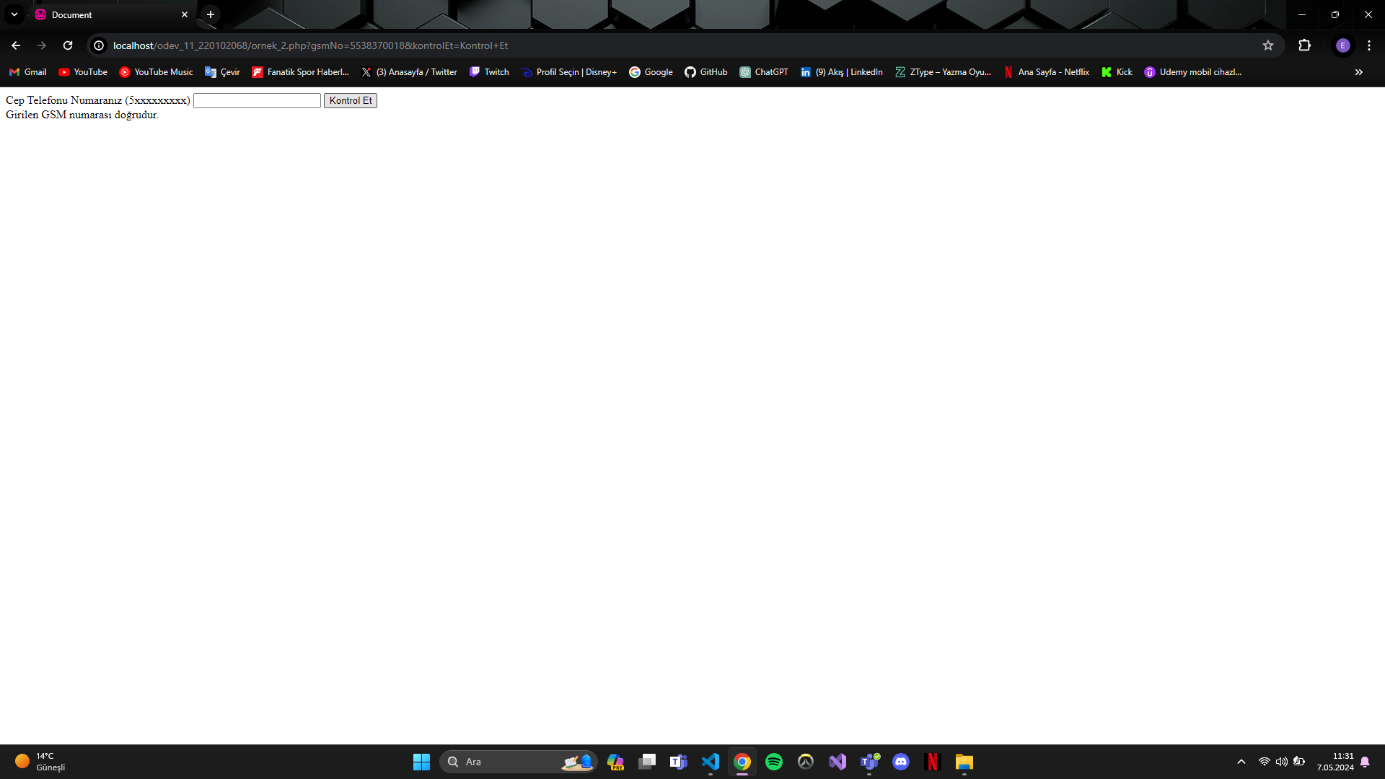 Document
localhost/odev_11_220102068/ornek_2.php?gsmNo=5538370018&kontrolEt=Kontrol+Et
E
Gmail YouTube YouTube Music Çevir Fanatik Spor Haberl... (3) Anasayfa / Twitter Twitch Profil Seçin | Disney+ Google GitHub ChatGPT (9) Akış | LinkedIn ZType – Yazma Oyu... Ana Sayfa - Netflix Kick Udemy mobil cihazl...
Cep Telefonu Numaranız (5xxxxxxxxx) Kontrol Et
Girilen GSM numarası doğrudur.
14°C
Güneşli
Ara
11:31
7.05.2024